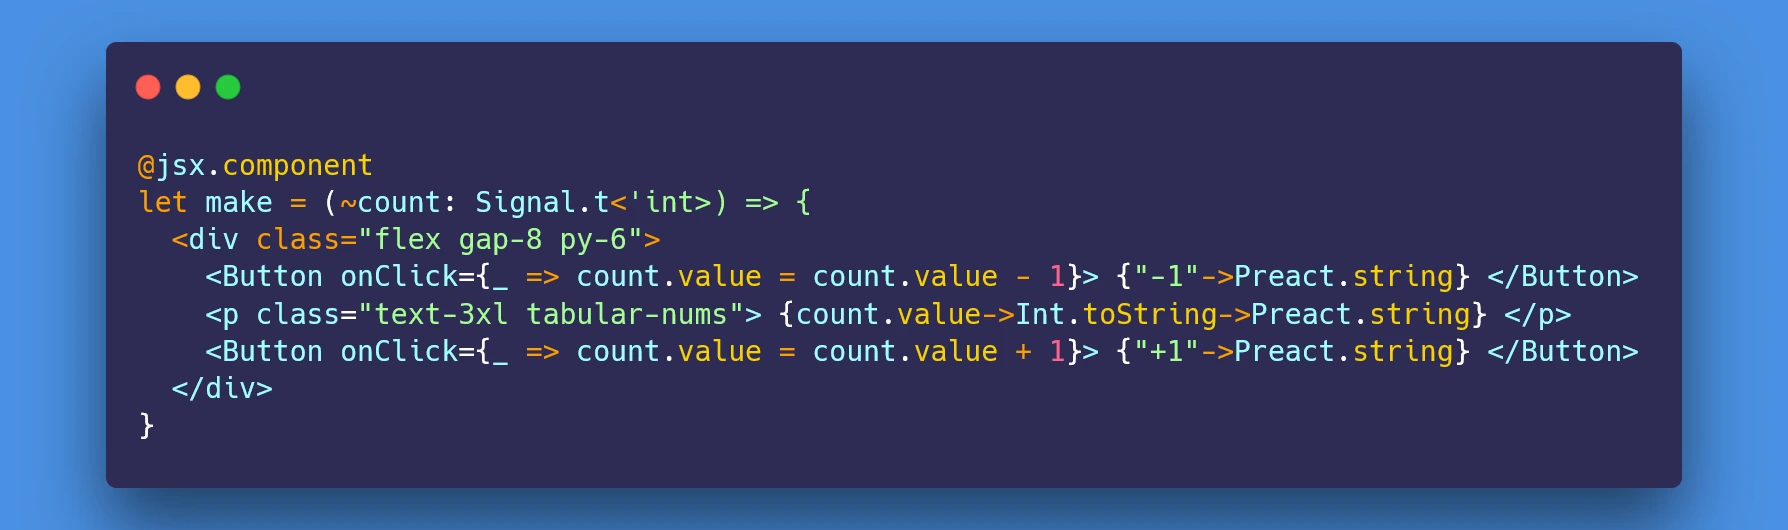 @jsx.component
let make = (~count: Signal.t<'int>) => {
  <div class="flex gap-8 py-6">
    <Button onClick={_ => count.value = count.value - 1}> {"-1"->Preact.string} </Button>
    <p class="text-3xl tabular-nums"> {count.value->Int.toString->Preact.string} </p>
    <Button onClick={_ => count.value = count.value + 1}> {"+1"->Preact.string} </Button>
  </div>
}